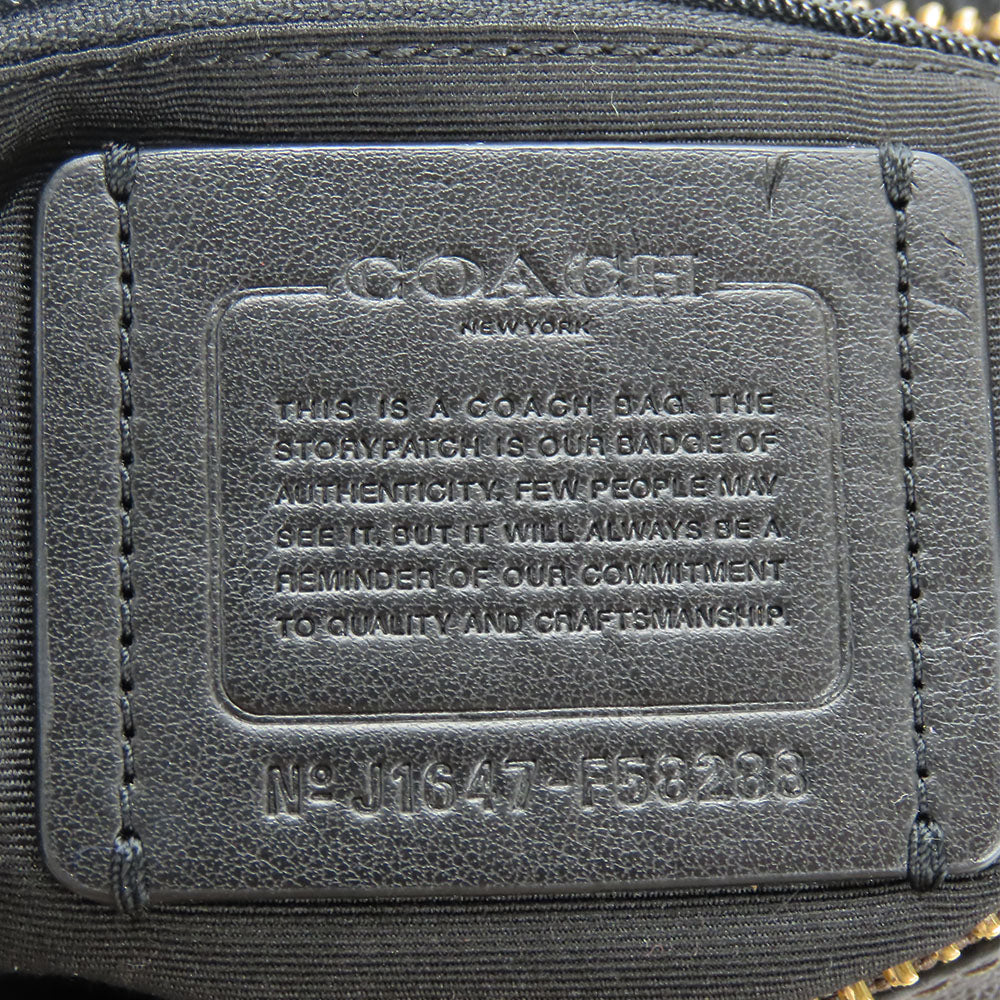 COACH
NEW YORK
THIS IS A COACH BAG. THE
STORYPATCH IS OUR BADGE OF
AUTHENTICITY. FEW PEOPLE MAY
SEE IT, BUT IT WILL ALWAYS BE A
REMINDER OF OUR COMMITMENT
TO QUALITY AND CRAFTSMANSHIP.
Nº J1647-F58288